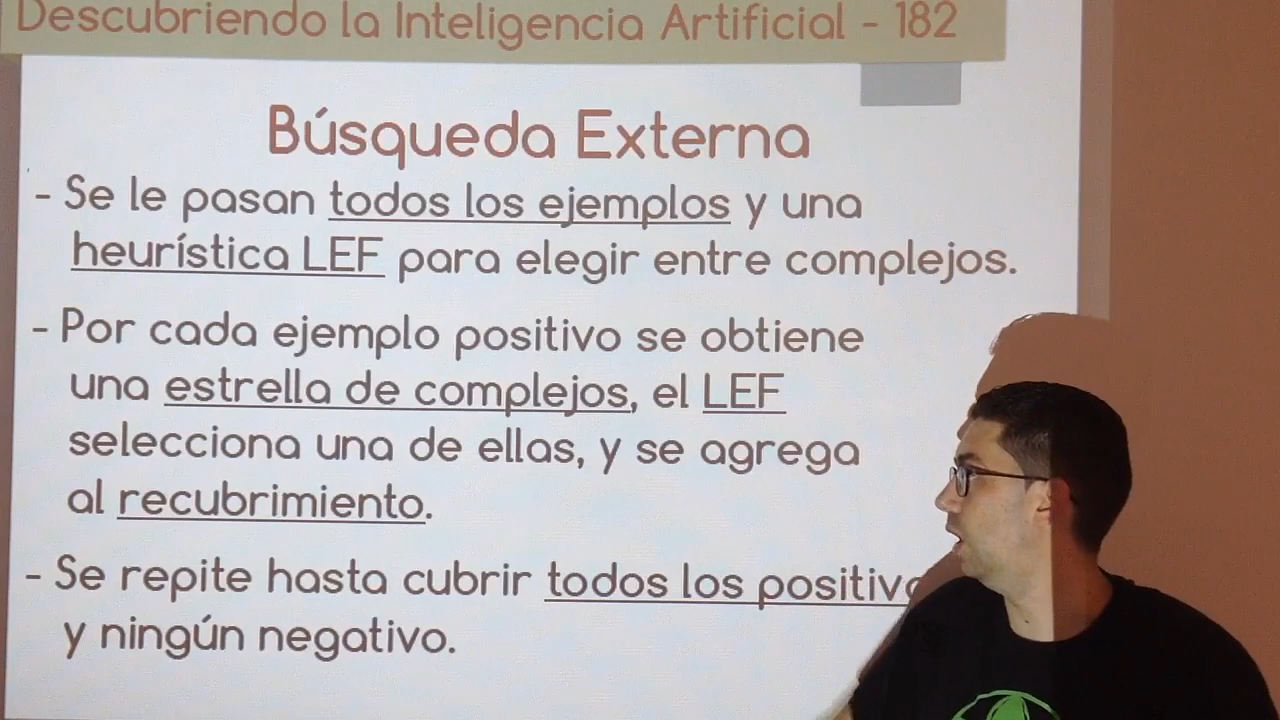 Descubriendo la Inteligencia Artificial - 182
Búsqueda Externa
- Se le pasan todos los ejemplos y una
heurística LEF para elegir entre complejos.
- Por cada ejemplo positivo se obtiene
una estrella de complejos, el LEF
selecciona una de ellas, y se agrega
al recubrimiento.
- Se repite hasta cubrir todos los
y ningún negativo.